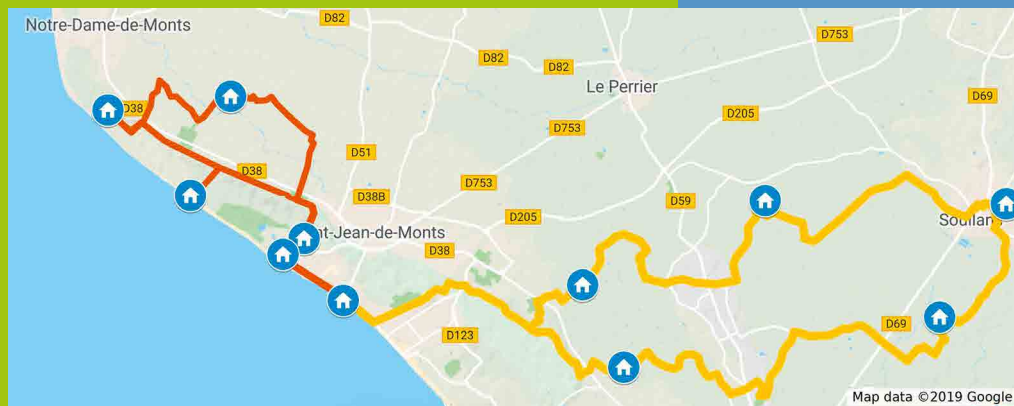 Notre-Dame-de-Monts
D82
D753
D82
D82
Le Perrier
D69
D38
D205
D753
D51
D38
D753
D38B
D59
D205
Soullans
nt-Jean-de-Monts
D38
D69
D123
Map data ©2019 Google